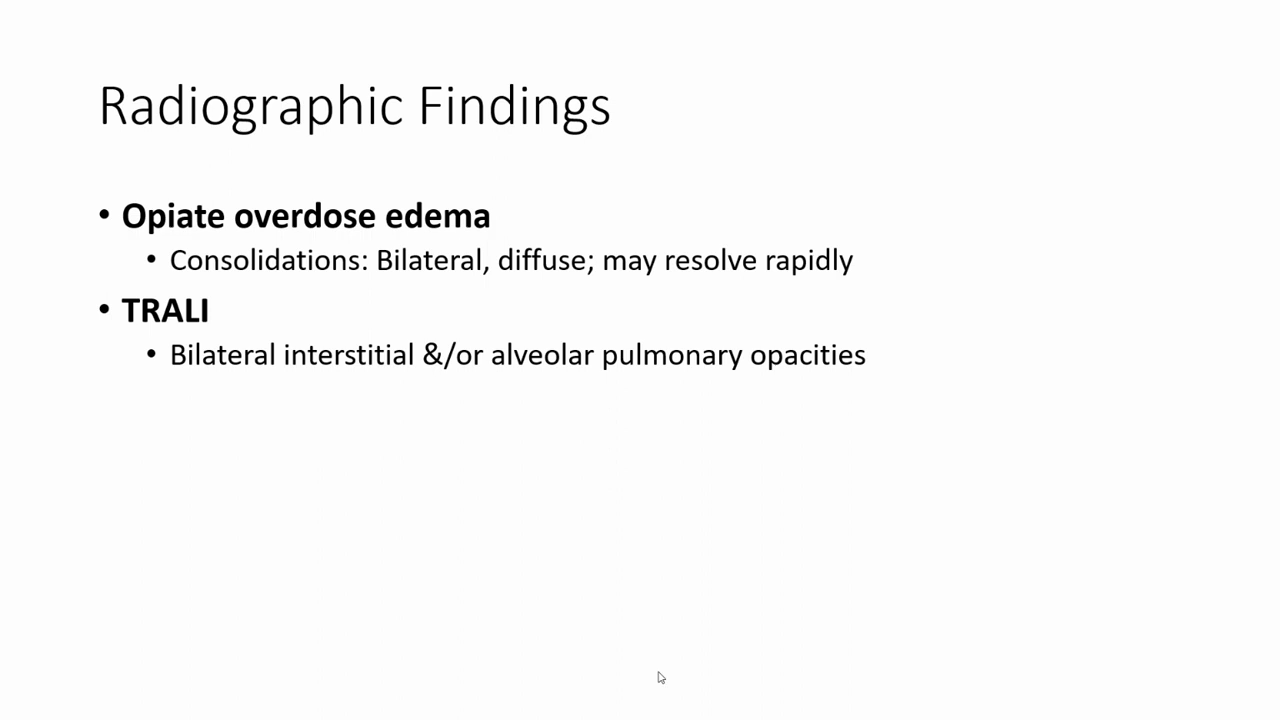 Radiographic Findings
• Opiate overdose edema
• Consolidations: Bilateral, diffuse; may resolve rapidly
• TRALI
• Bilateral interstitial &/or alveolar pulmonary opacities